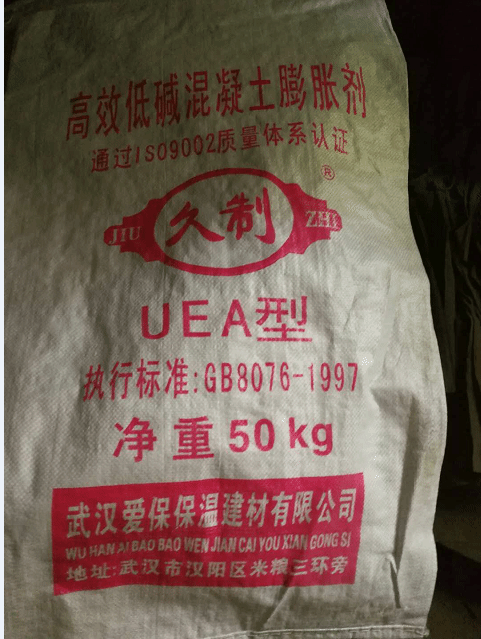 高效低碱混凝土膨胀剂
通过ISO9002质量体系认证
®
JIU 久制 ZHI
UEA型
执行标准:GB8076-1997
净重50kg
武汉爱保保温建材有限公司
WU HAN AI BAO BAO WEN JIAN CAI YOU XIAN GONG SI
地址:武汉市汉阳区米粮三环旁